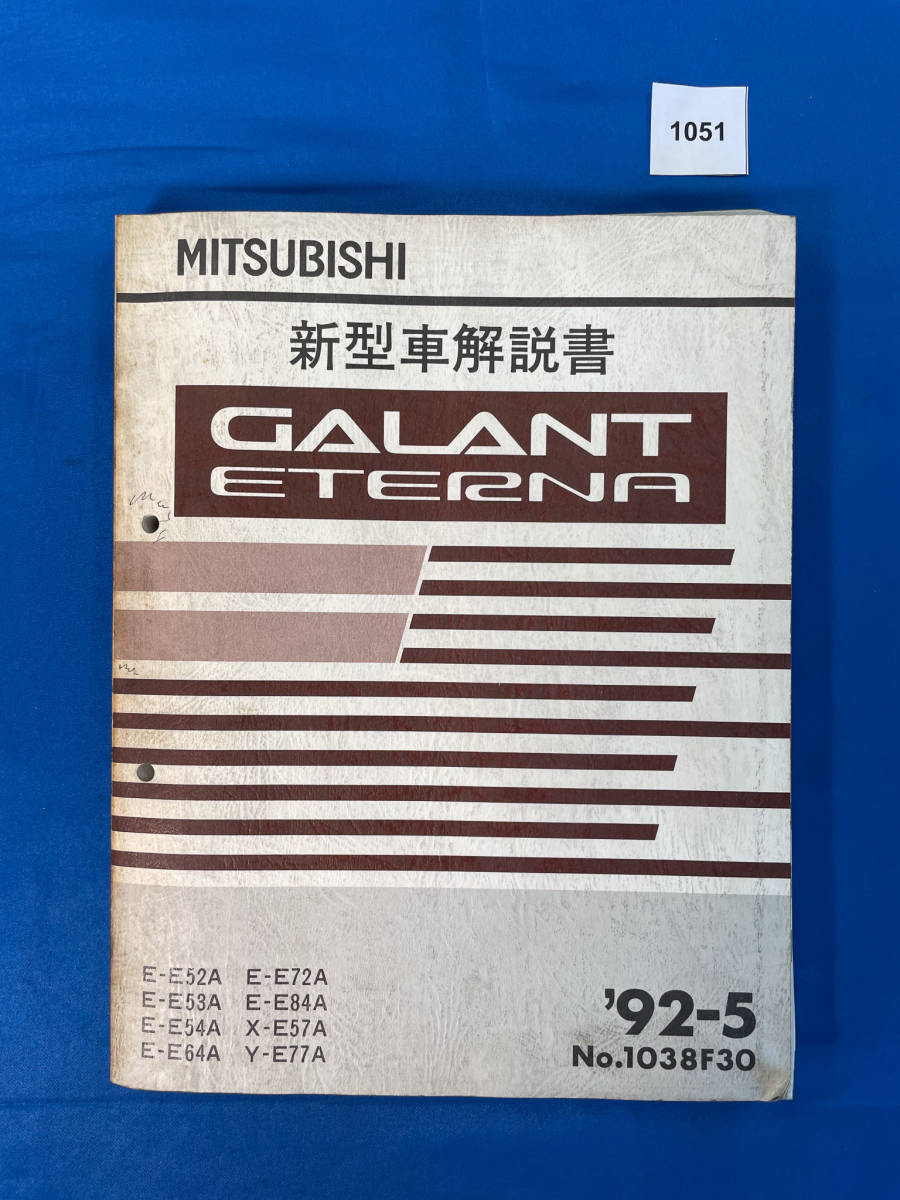 1051
MITSUBISHI
新型車解説書
GALANT
ETERNA
E-E52A E-E72A
E-E53A E-E84A
E-E54A X-E57A
E-E64A Y-E77A
'92-5
No.1038F30